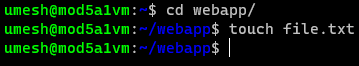 umesh@mod5a1vm:~$ cd webapp/
umesh@mod5a1vm:~/webapp$ touch file.txt
umesh@mod5a1vm:~/webapp$